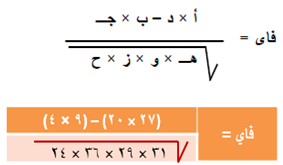 أ × د – ب × جـ
فاى =
هـ × و × ز × ح
(٢٧ × ٢٠) – (٩ × ٤)
فاي =
٣١ × ٢٩ × ٣٦ × ٢٤